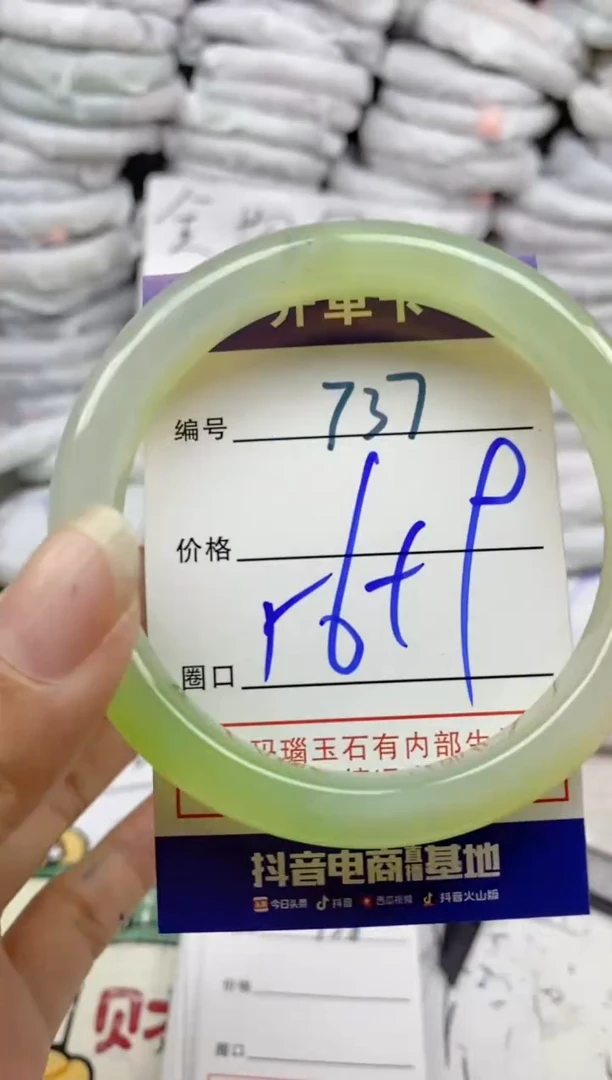 开单卡
编号 737
价格
r6tP
圈口
玛瑙玉石有内部生
抖音电商直播基地
今日头条 抖音 西瓜视频 抖音火山版
价格
圈口